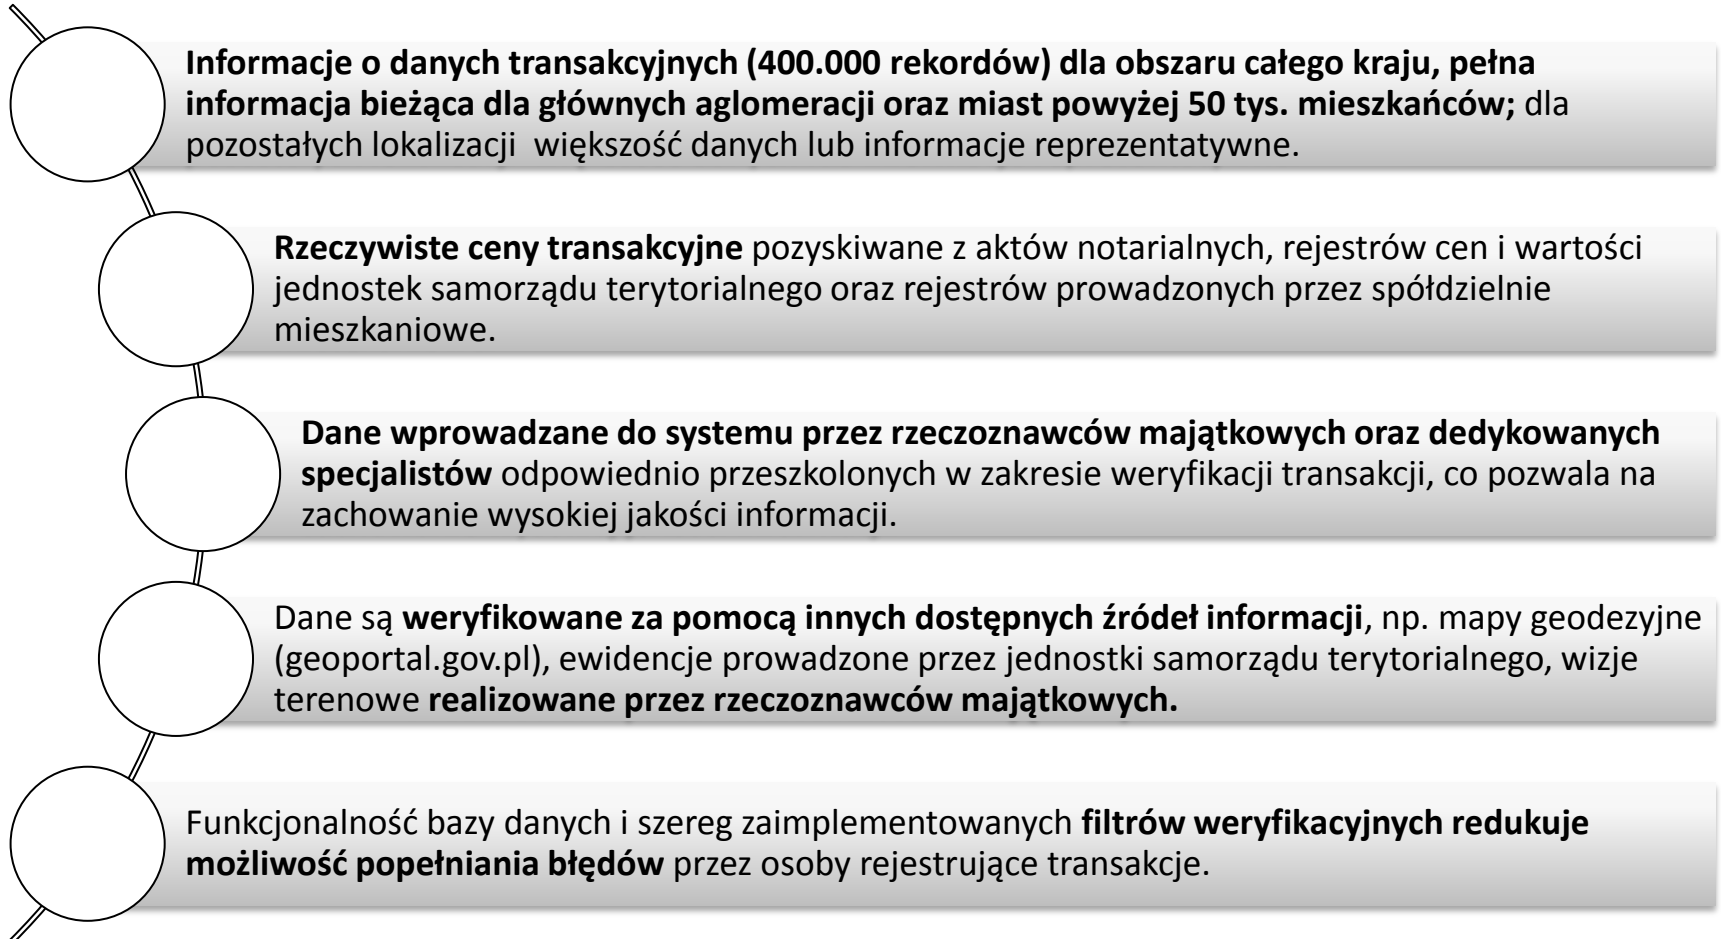 Informacje o danych transakcyjnych (400.000 rekordów) dla obszaru całego kraju, pełna
informacja bieżąca dla głównych aglomeracji oraz miast powyżej 50 tys. mieszkańców; dla
pozostałych lokalizacji  większość danych lub informacje reprezentatywne.
Rzeczywiste ceny transakcyjne pozyskiwane z aktów notarialnych, rejestrów cen i wartości
jednostek samorządu terytorialnego oraz rejestrów prowadzonych przez spółdzielnie
mieszkaniowe.
Dane wprowadzane do systemu przez rzeczoznawców majątkowych oraz dedykowanych
specjalistów odpowiednio przeszkolonych w zakresie weryfikacji transakcji, co pozwala na
zachowanie wysokiej jakości informacji.
Dane są weryfikowane za pomocą innych dostępnych źródeł informacji, np. mapy geodezyjne
(geoportal.gov.pl), ewidencje prowadzone przez jednostki samorządu terytorialnego, wizje
terenowe realizowane przez rzeczoznawców majątkowych.
Funkcjonalność bazy danych i szereg zaimplementowanych filtrów weryfikacyjnych redukuje
możliwość popełniania błędów przez osoby rejestrujące transakcje.